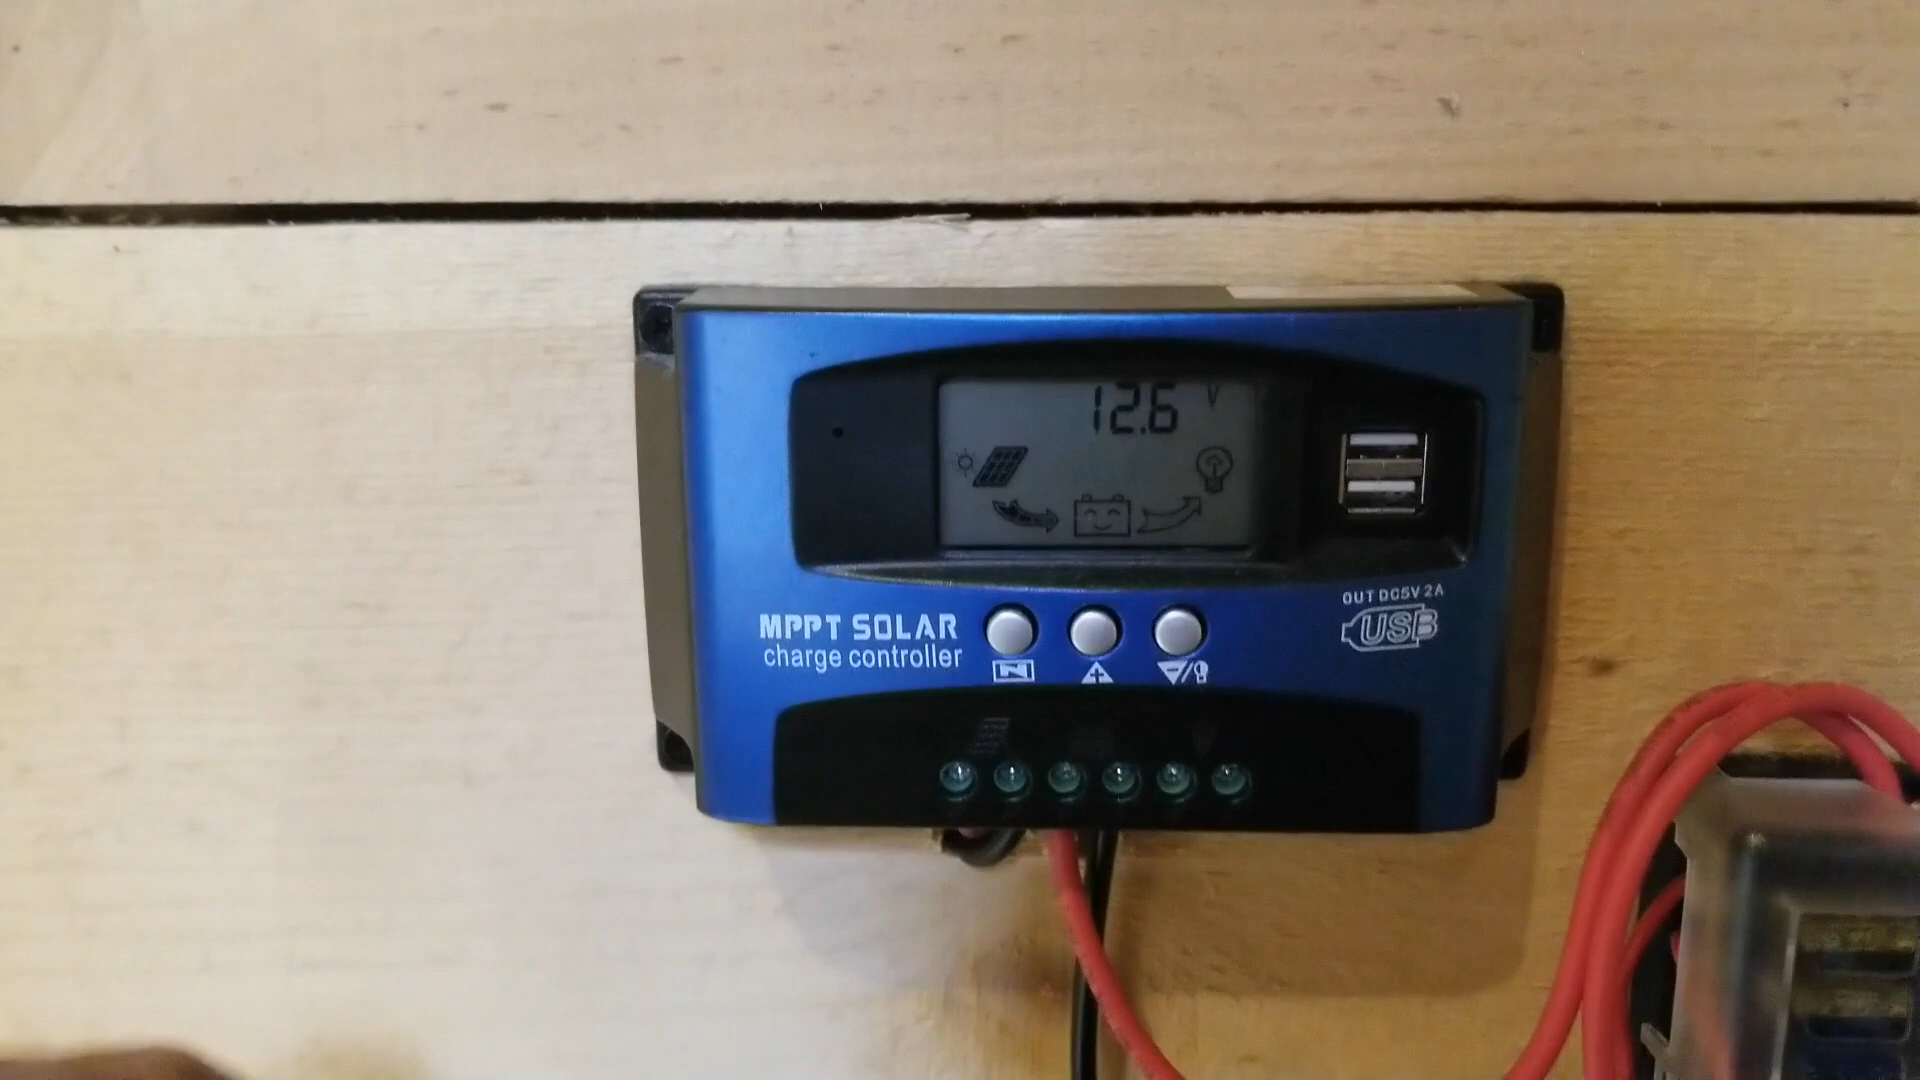 12.6 V
MPPT SOLAR
charge controller
OUT DC5V 2A
USB